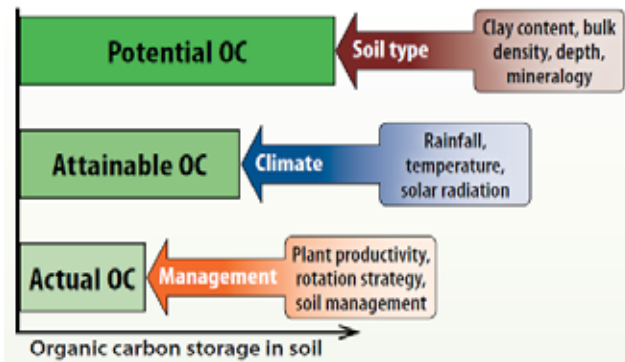 Potential OC
Soil type
Clay content, bulk
density, depth,
mineralogy
Attainable OC
Climate
Rainfall,
temperature,
solar radiation
Actual OC
Management
Plant productivity,
rotation strategy,
soil management
Organic carbon storage in soil